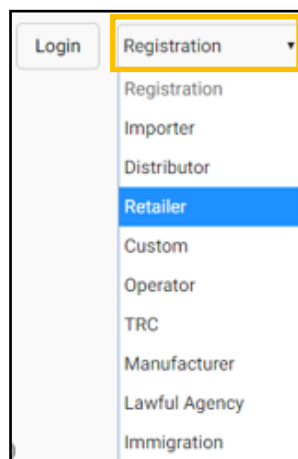 Login
Registration
Registration
Importer
Distributor
Retailer
Custom
Operator
TRC
Manufacturer
Lawful Agency
Immigration